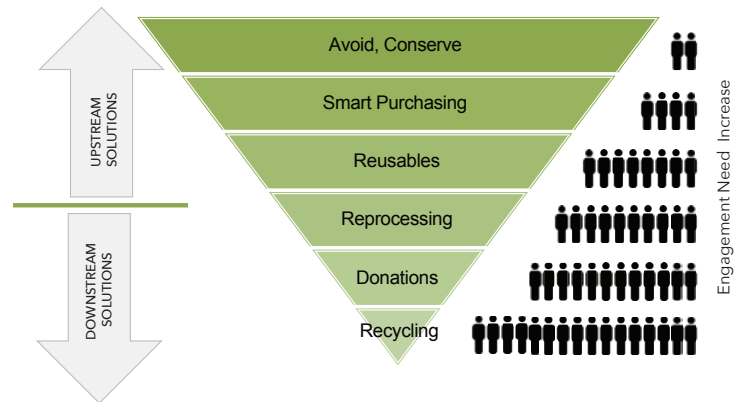 Avoid, Conserve
Smart Purchasing
Reusables
Reprocessing
Donations
Recycling
UPSTREAM
SOLUTIONS
DOWNSTREAM
SOLUTIONS
Engagement Need Increase